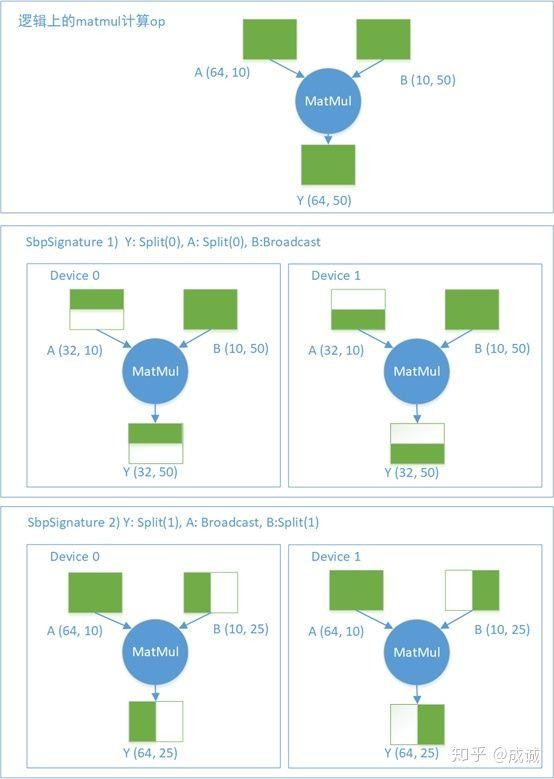 逻辑上的matmul计算op
A (64, 10)
B (10, 50)
MatMul
Y (64, 50)
SbpSignature 1) Y: Split(0), A: Split(0), B:Broadcast
Device 0
Device 1
A (32, 10)
B (10, 50)
A (32, 10)
B (10, 50)
MatMul
MatMul
Y (32, 50)
Y (32, 50)
SbpSignature 2) Y: Split(1), A: Broadcast, B:Split(1)
Device 0
Device 1
A (64, 10)
B (10, 25)
A (64, 10)
B (10, 25)
MatMul
MatMul
Y (64, 25)
Y (64, 25)
知乎 @成诚